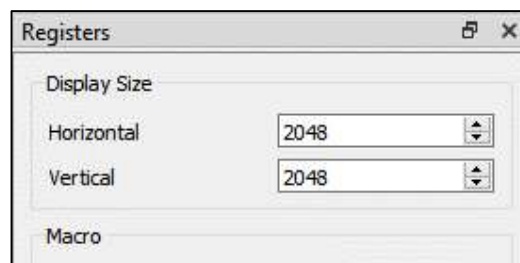 Registers
Display Size
Horizontal 2048
Vertical 2048
Macro